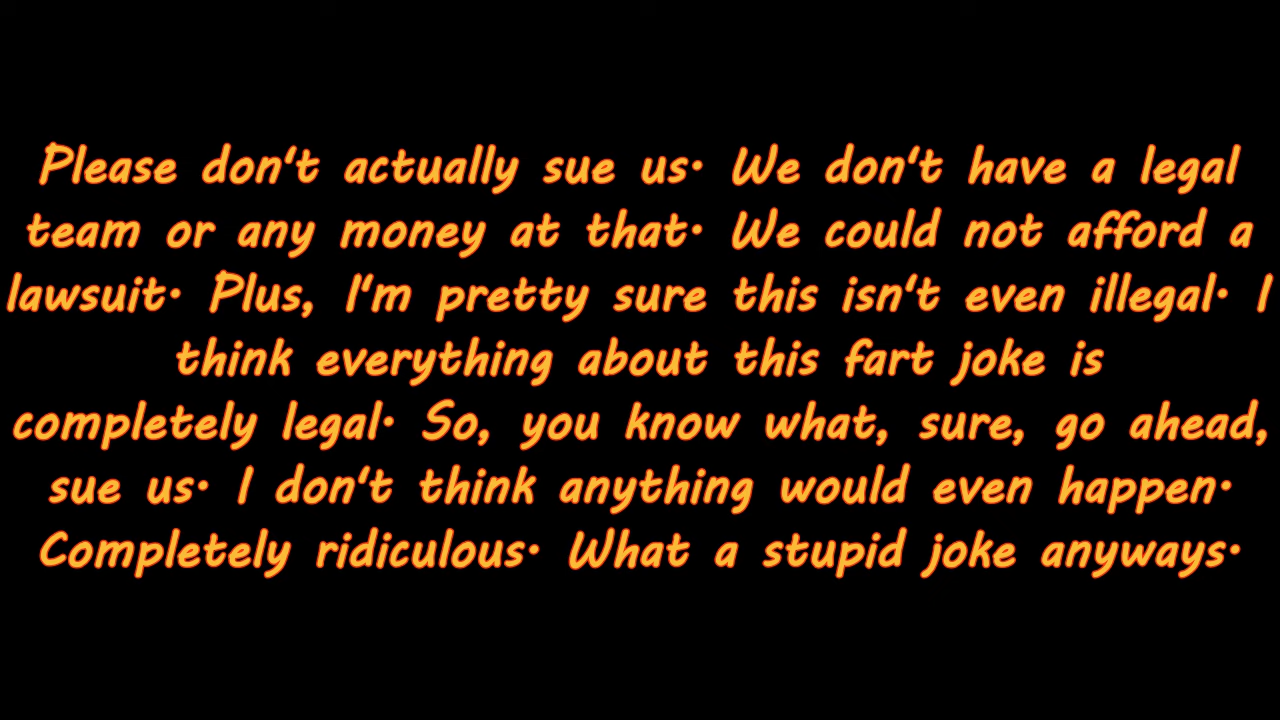 Please don't actually sue us. We don't have a legal
team or any money at that. We could not afford a
lawsuit. Plus, I'm pretty sure this isn't even illegal. I
think everything about this fart joke is
completely legal. So, you know what, sure, go ahead,
sue us. I don't think anything would even happen.
Completely ridiculous. What a stupid joke anyways.